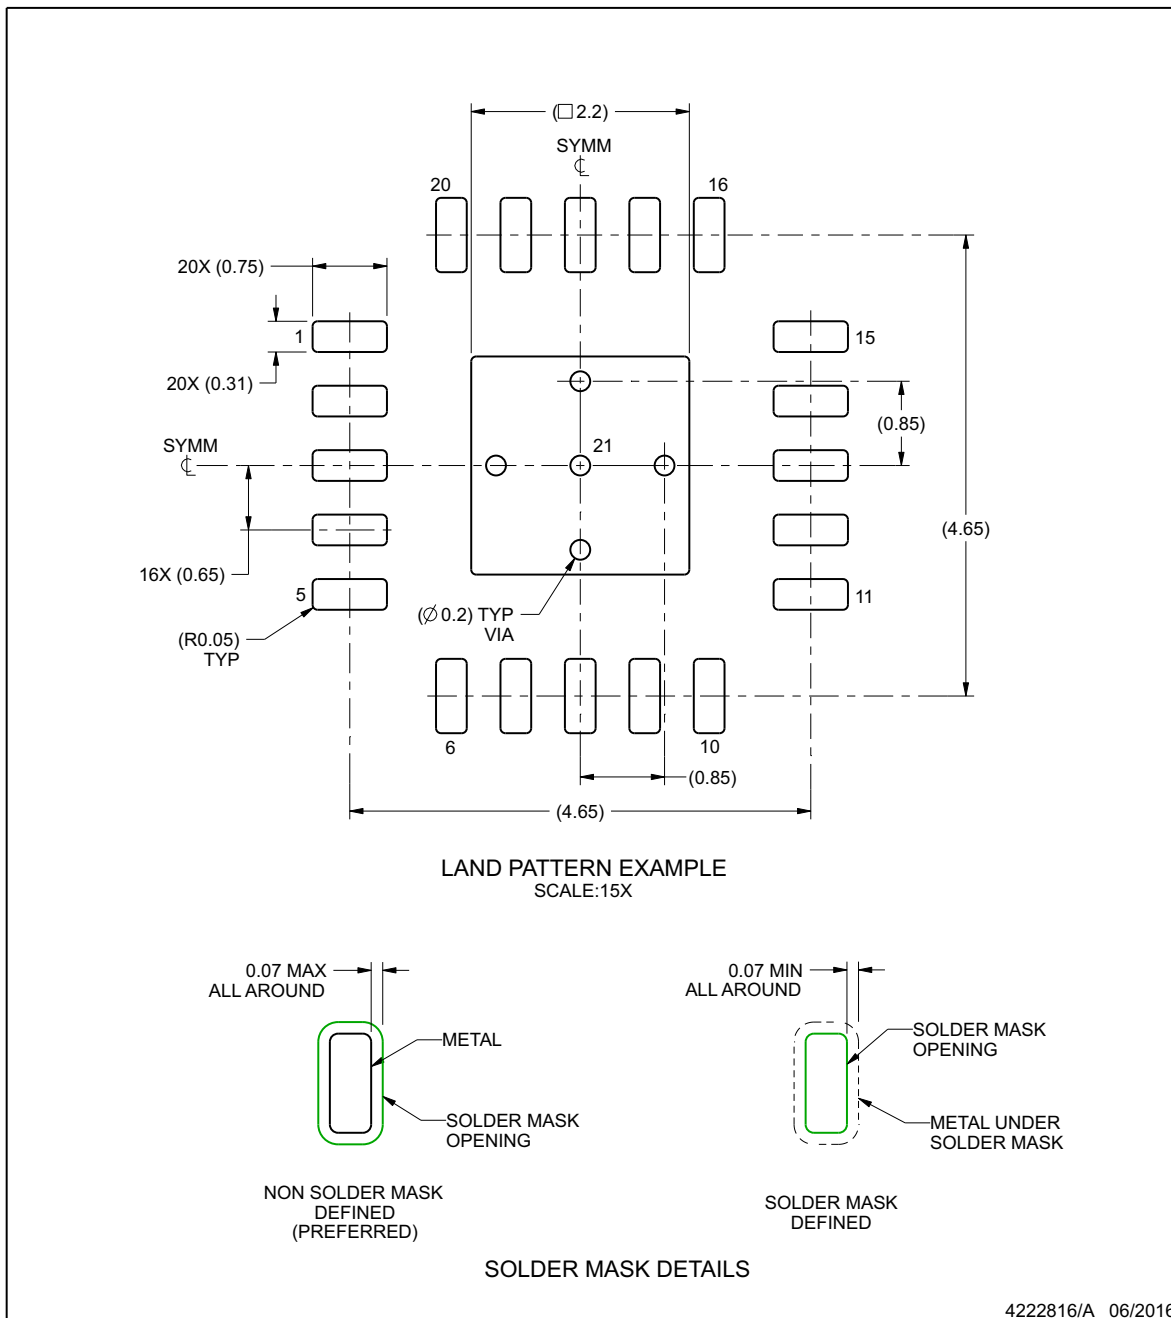 (□2.2)
SYMM
℄
20
16
20X (0.75)
1
15
20X (0.31)
(0.85)
SYMM
℄
21
(4.65)
16X (0.65)
5
11
(Ø0.2) TYP
VIA
(R0.05)
TYP
6
10
(0.85)
(4.65)
LAND PATTERN EXAMPLE
SCALE:15X
0.07 MAX
ALL AROUND
METAL
SOLDER MASK
OPENING
NON SOLDER MASK
DEFINED
(PREFERRED)
0.07 MIN
ALL AROUND
SOLDER MASK
OPENING
METAL UNDER
SOLDER MASK
SOLDER MASK
DEFINED
SOLDER MASK DETAILS
4222816/A 06/2016